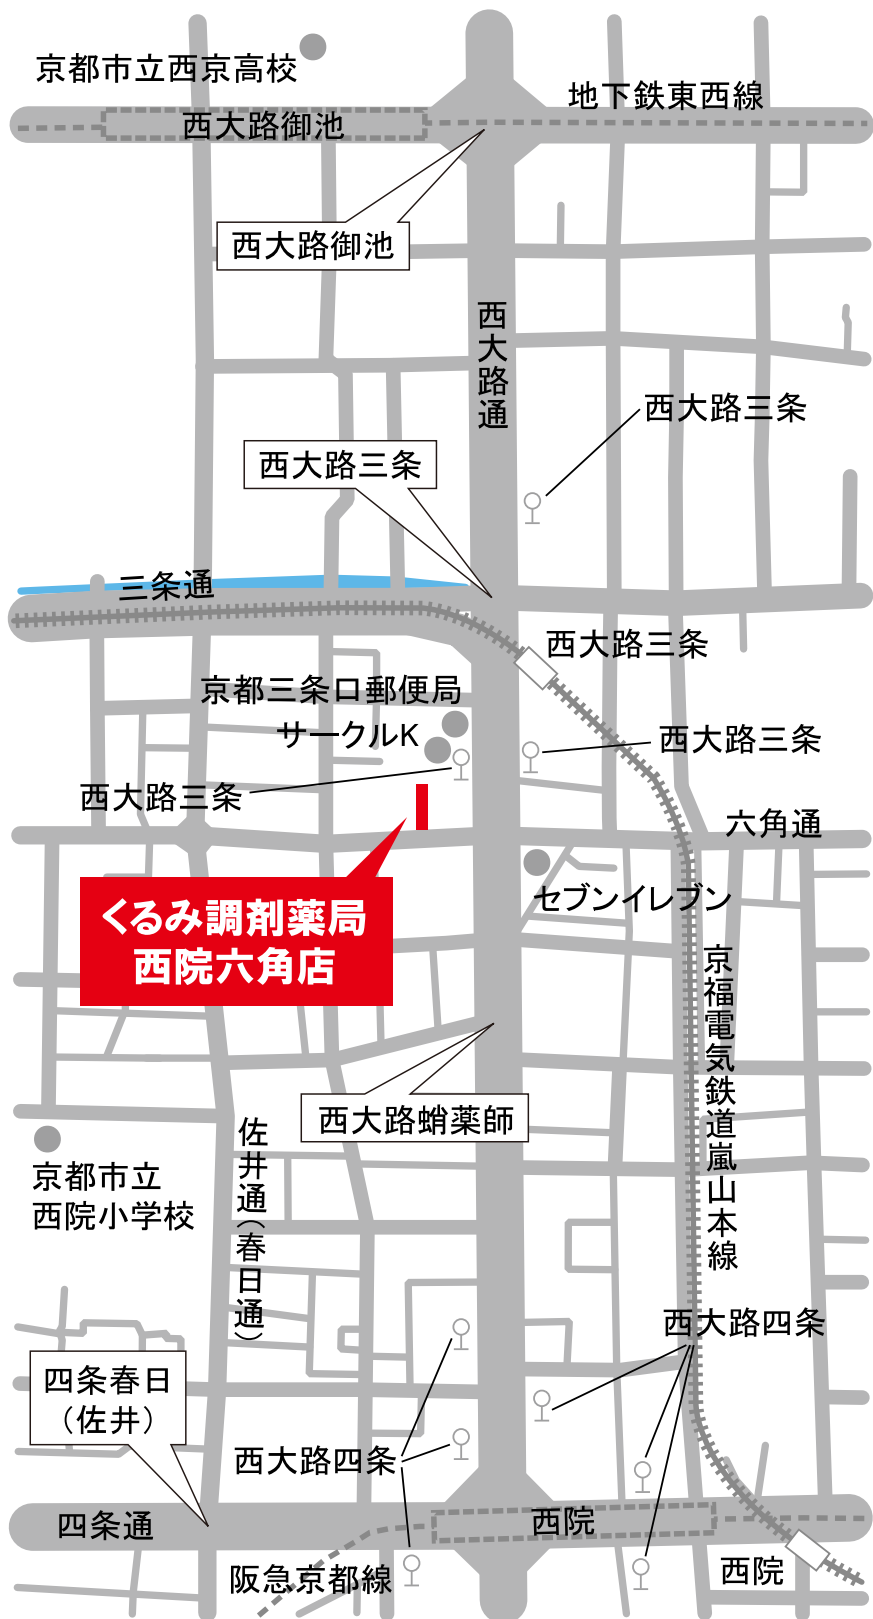 京都市立西京高校
地下鉄東西線
西大路御池
西大路御池
西大路通
西大路三条
西大路三条
三条通
西大路三条
京都三条口郵便局
サークルK
西大路三条
西大路三条
六角通
セブンイレブン
くるみ調剤薬局
西院六角店
京福電気鉄道嵐山本線
西大路蛸薬師
佐井通(春日通)
京都市立
西院小学校
西大路四条
四条春日
(佐井)
西大路四条
四条通
西院
阪急京都線
西院